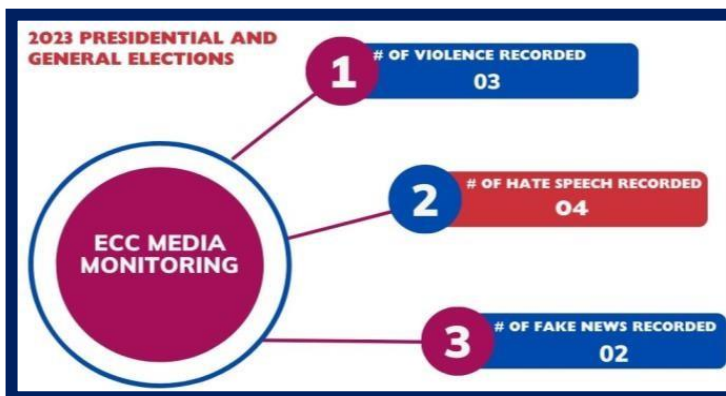 2023 PRESIDENTIAL AND
GENERAL ELECTIONS
1
# OF VIOLENCE RECORDED
03
2
# OF HATE SPEECH RECORDED
04
ECC MEDIA
MONITORING
3
# OF FAKE NEWS RECORDED
02